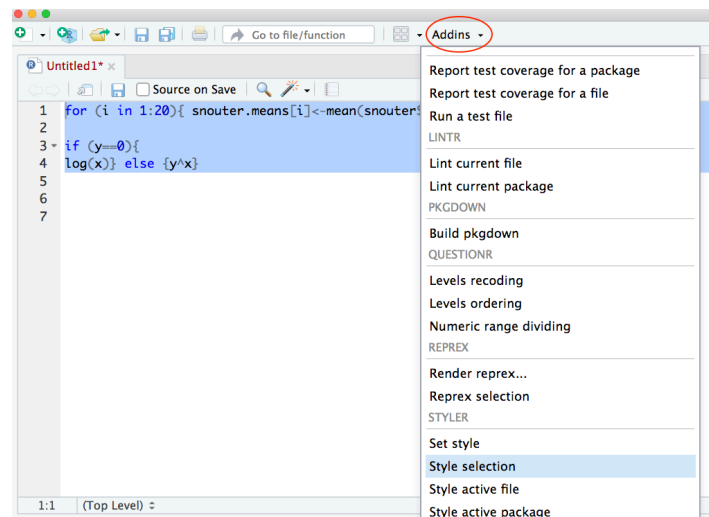 Go to file/function
Addins
Untitled1*
Source on Save
1 for (i in 1:20){ snouter.means[i]<-mean(snouter$
2
3 if (y==0){
4 log(x)} else {y^x}
5
6
7
1:1 (Top Level)
Report test coverage for a package
Report test coverage for a file
Run a test file
LINTR
Lint current file
Lint current package
PKGDOWN
Build pkgdown
QUESTIONR
Levels recoding
Levels ordering
Numeric range dividing
REPREX
Render reprex...
Reprex selection
STYLER
Set style
Style selection
Style active file
Style active package